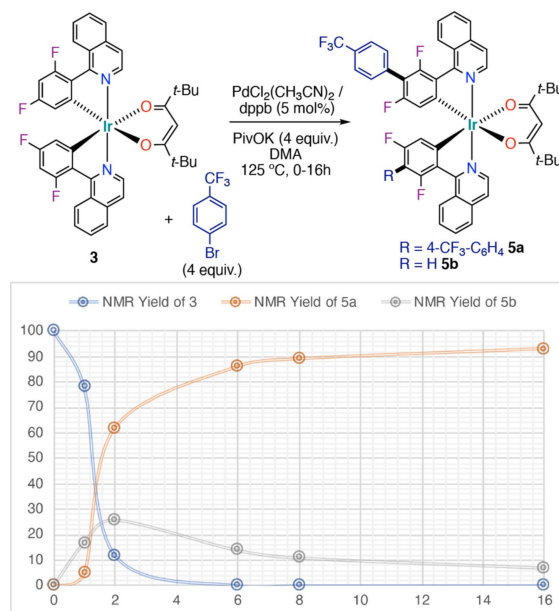 F
F
N
t-Bu
O
Ir
O
F
t-Bu
N
F
3
+
CF₃
Br
(4 equiv.)
PdCl₂(CH₃CN)₂ /
dppb (5 mol%)
PivOK (4 equiv.)
DMA
125 ºC, 0-16h
F₃C
F
F
N
t-Bu
O
Ir
O
F
t-Bu
R
F
N
R = 4-CF₃-C₆H₄ 5a
R = H 5b
NMR Yield of 3 NMR Yield of 5a NMR Yield of 5b
100
90
80
70
60
50
40
30
20
10
0
0 2 4 6 8 10 12 14 16